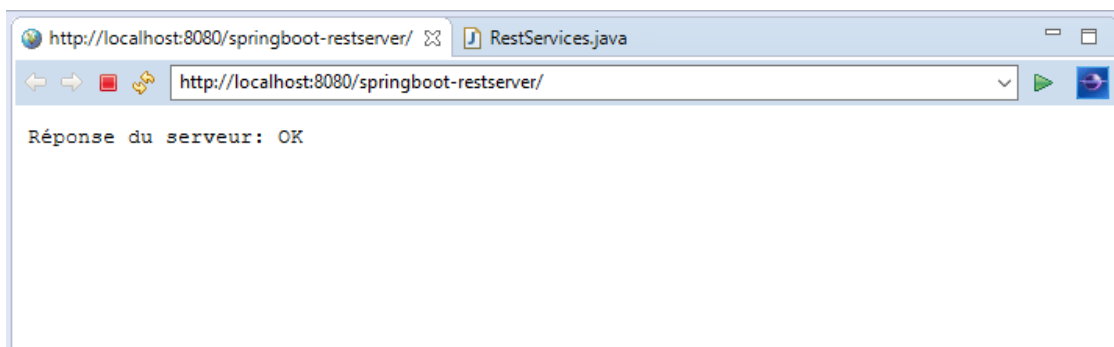 http://localhost:8080/springboot-restserver/ RestServices.java
http://localhost:8080/springboot-restserver/
Réponse du serveur: OK